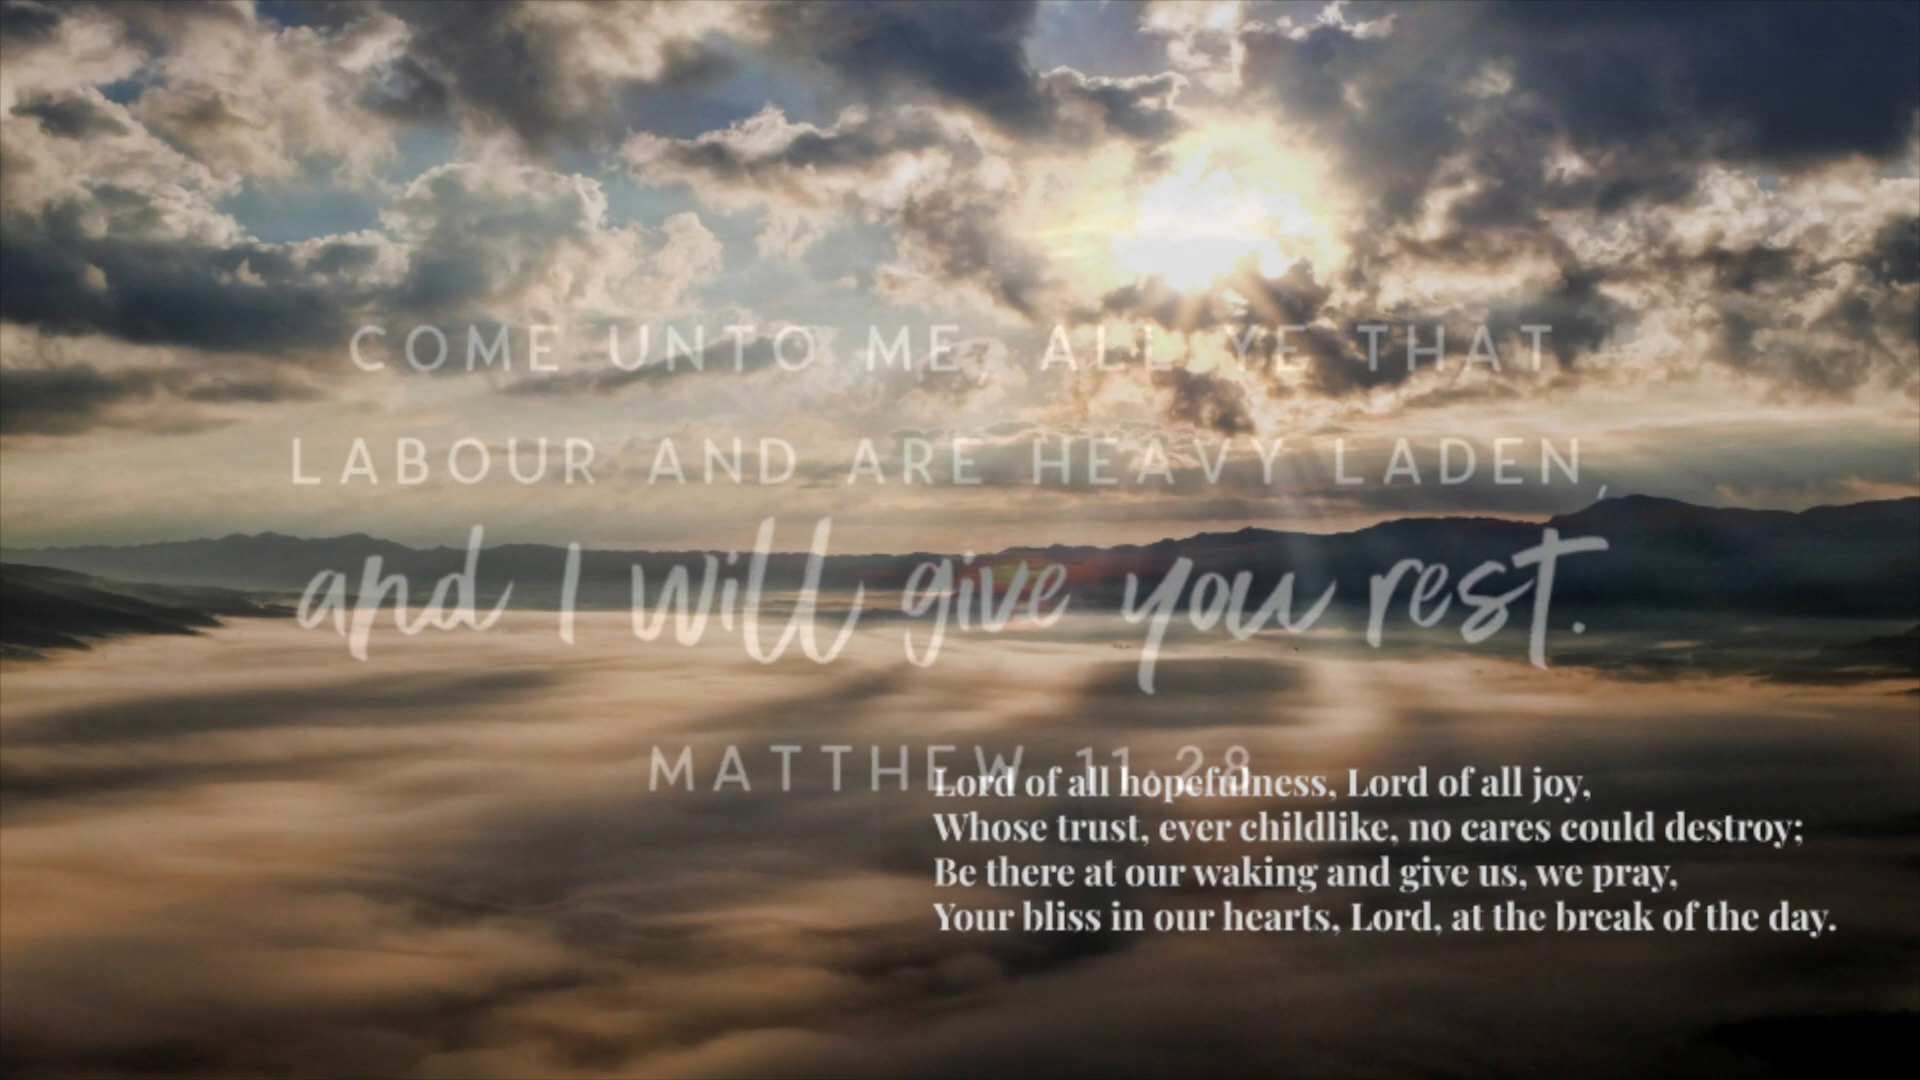 COME UNTO ME, ALL YE THAT
LABOUR AND ARE HEAVY LADEN,
and I will give you rest.
MATTHEW 11:28
Lord of all hopefulness, Lord of all joy,
Whose trust, ever childlike, no cares could destroy;
Be there at our waking and give us, we pray,
Your bliss in our hearts, Lord, at the break of the day.